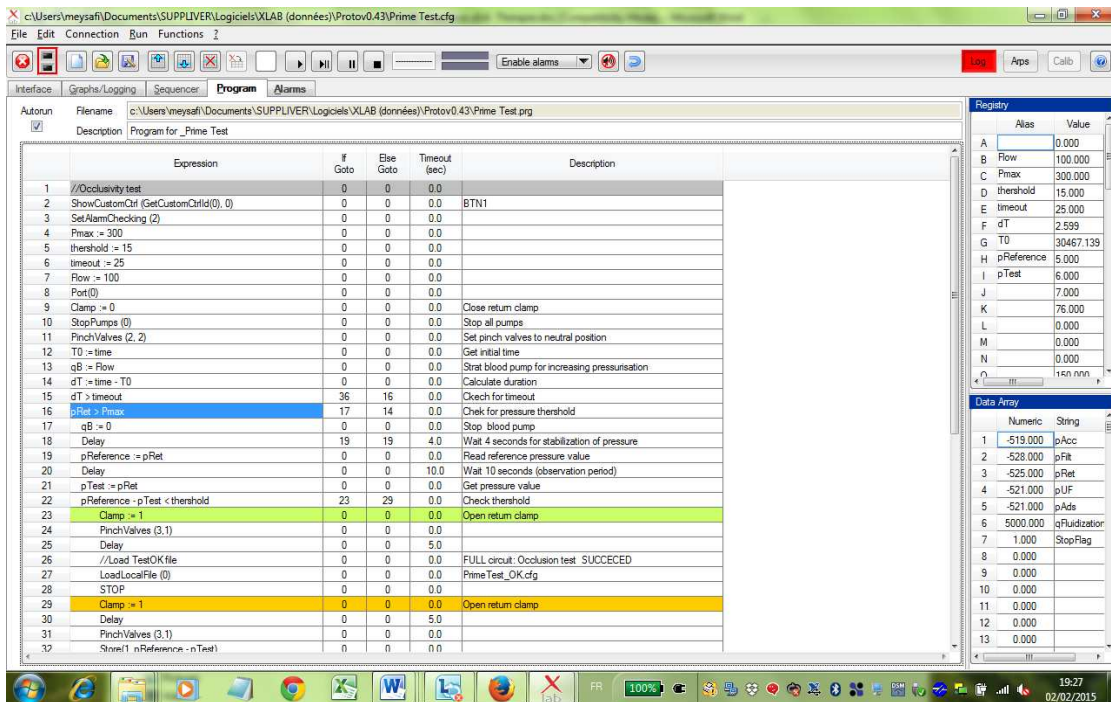 c:\Users\meysafi\Documents\SUPPLIVER\Logiciels\XLAB (données)\Protov0.43\Prime Test.cfg
File Edit Connection Run Functions ?
Enable alarms Log Arps Calib
Interface Graphs/Logging Sequencer Program Alarms
Autorun Filename c:\Users\meysafi\Documents\SUPPLIVER\Logiciels\XLAB (données)\Protov0.43\Prime Test.prg
Description Program for _Prime Test
Expression If Goto Else Goto Timeout (sec) Description
1 //Occlusivity test 0 0 0.0
2 ShowCustomCtrl (GetCustomCtrlId(0), 0) 0 0 0.0 BTN1
3 SetAlarmChecking (2) 0 0 0.0
4 Pmax := 300 0 0 0.0
5 thershold := 15 0 0 0.0
6 timeout := 25 0 0 0.0
7 Flow := 100 0 0 0.0
8 Port(0) 0 0 0.0
9 Clamp := 0 0 0 0.0 Close return clamp
10 StopPumps (0) 0 0 0.0 Stop all pumps
11 PinchValves (2, 2) 0 0 0.0 Set pinch valves to neutral position
12 T0 := time 0 0 0.0 Get initial time
13 qB := Flow 0 0 0.0 Strat blood pump for increasing pressurisation
14 dT := time - T0 0 0 0.0 Calculate duration
15 dT > timeout 36 16 0.0 Ckech for timeout
16 pRet > Pmax 17 14 0.0 Chek for pressure thershold
17 qB := 0 0 0 0.0 Stop blood pump
18 Delay 19 19 4.0 Wait 4 seconds for stabilization of pressure
19 pReference := pRet 0 0 0.0 Read reference pressure value
20 Delay 0 0 10.0 Wait 10 seconds (observation period)
21 pTest := pRet 0 0 0.0 Get pressure value
22 pReference - pTest < thershold 23 29 0.0 Check thershold
23 Clamp := 1 0 0 0.0 Open return clamp
24 PinchValves (3,1) 0 0 0.0
25 Delay 0 0 5.0
26 //Load TestOK file 0 0 0.0 FULL circuit: Occlusion test SUCCECED
27 LoadLocalFile (0) 0 0 0.0 PrimeTest_OK.cfg
28 STOP 0 0 0.0
29 Clamp := 1 0 0 0.0 Open return clamp
30 Delay 0 0 5.0
31 PinchValves (3,1) 0 0 0.0
32 Store(1, pReference - pTest) 0 0 0.0
Registry
Alias Value
A 0.000
B Flow 100.000
C Pmax 300.000
D thershold 15.000
E timeout 25.000
F dT 2.599
G T0 30467.139
H pReference 5.000
I pTest 6.000
J 7.000
K 76.000
L 0.000
M 0.000
N 0.000
O 150.000
Data Array
Numeric String
1 -519.000 pAcc
2 -528.000 pFilt
3 -525.000 pRet
4 -521.000 pUF
5 -521.000 pAds
6 5000.000 qFluidization
7 1.000 StopFlag
8 0.000
9 0.000
10 0.000
11 0.000
12 0.000
13 0.000
FR 100% 19:27
02/02/2015